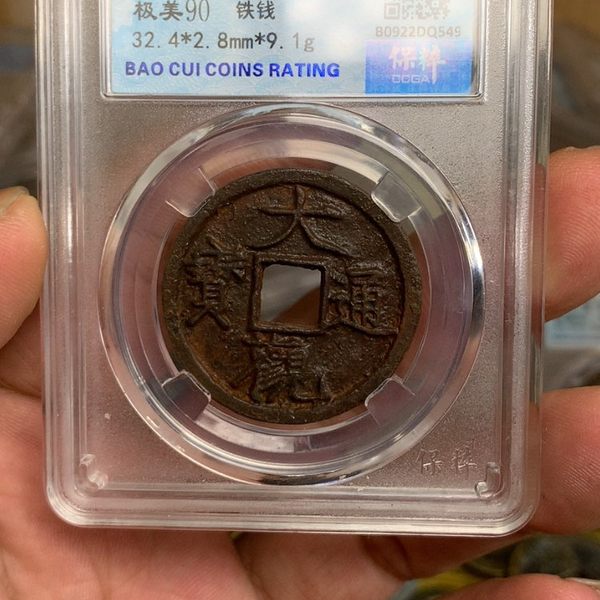 极美90 铁钱
32.4*2.8mm*9.1g
BAO CUI COINS RATING
B0922DQ549
保粹
DCGA
大觀通寶
保粹